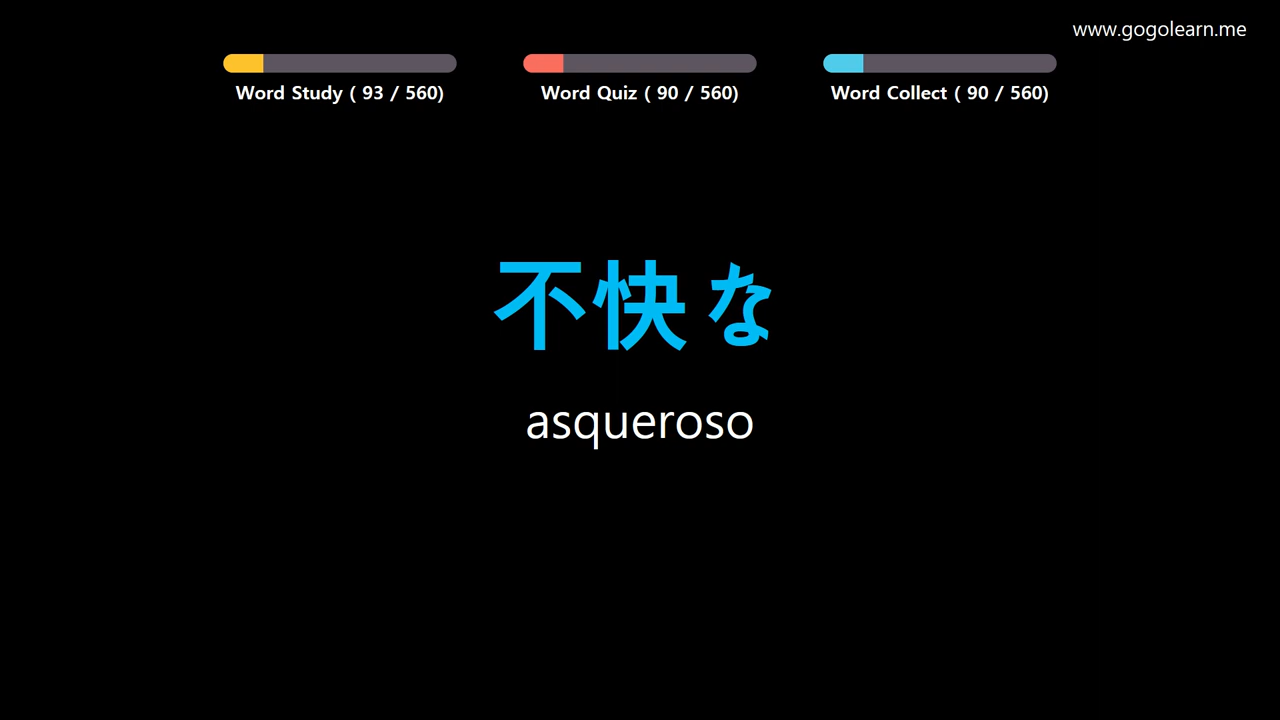 www.gogolearn.me
Word Study ( 93 / 560)
Word Quiz ( 90 / 560)
Word Collect ( 90 / 560)
不快な
asqueroso